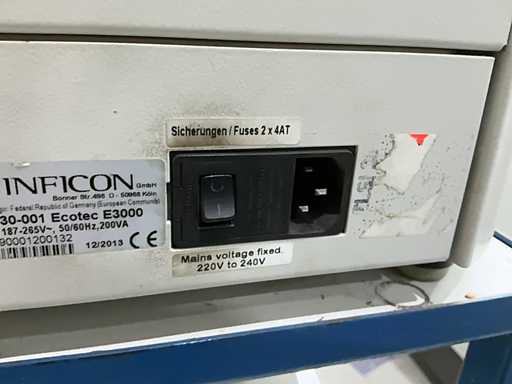 Sicherungen / Fuses 2 x 4AT
INFICON GmbH
Bonner Str. 498 D - 50968 Köln
Federal Republic of Germany (European Community)
30-001 Ecotec E3000
187-265V~, 50/60Hz, 200VA
90001200132
12/2013 CE
Mains voltage fixed.
220V to 240V